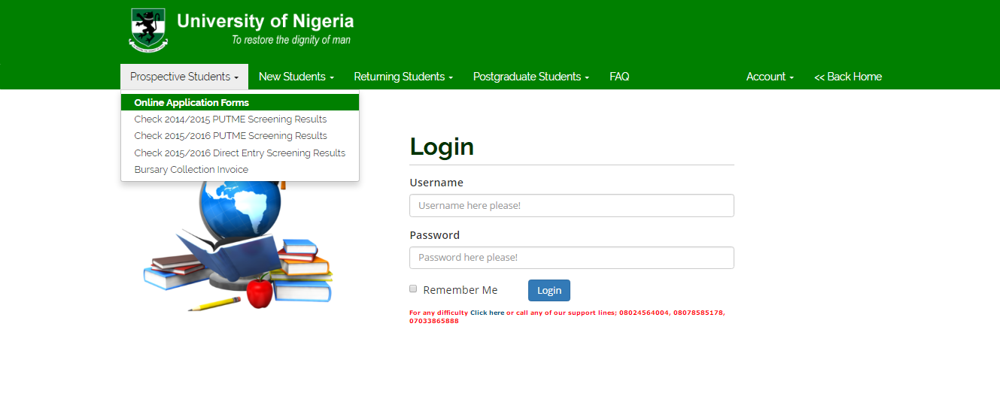 University of Nigeria
To restore the dignity of man
Prospective Students New Students Returning Students Postgraduate Students FAQ Account << Back Home
Online Application Forms
Check 2014/2015 PUTME Screening Results
Check 2015/2016 PUTME Screening Results
Check 2015/2016 Direct Entry Screening Results
Bursary Collection Invoice
Login
Username
Username here please!
Password
Password here please!
Remember Me Login
For any difficulty Click here or call any of our support lines; 08024564004, 08078585178,
07033865888